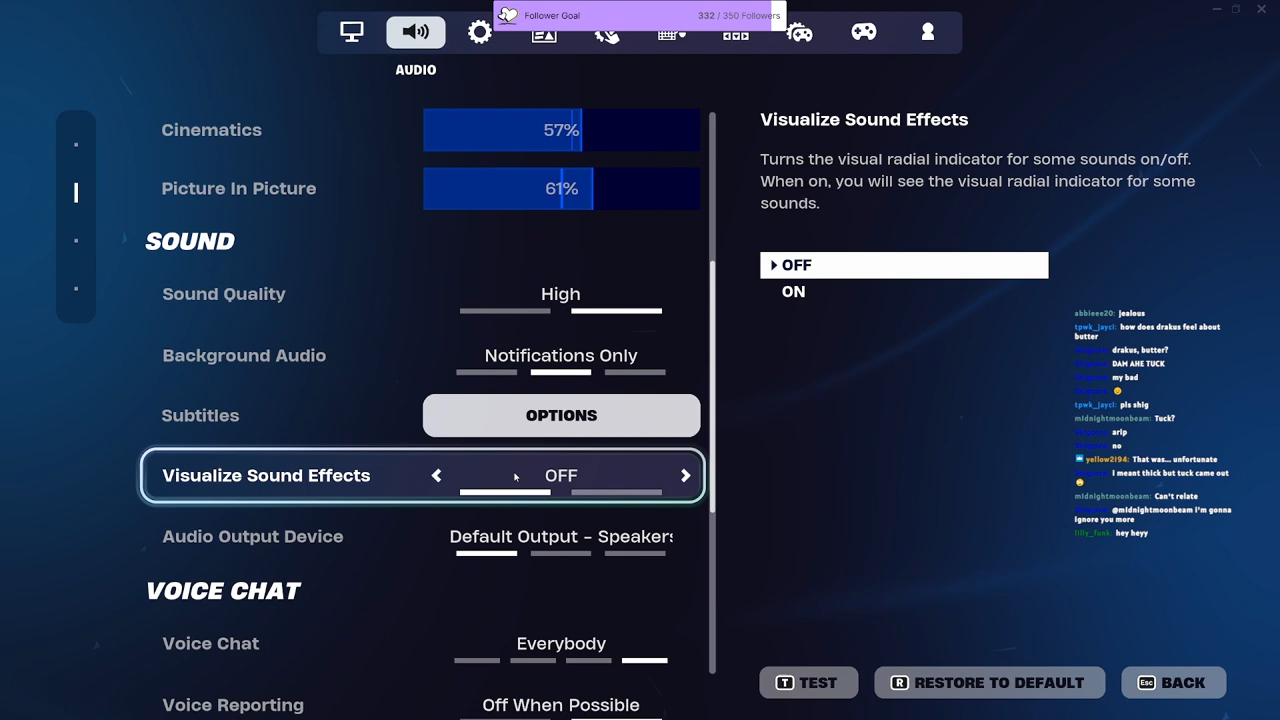 Follower Goal 332 / 350 Followers
AUDIO
Cinematics 57%
Picture In Picture 61%
SOUND
Sound Quality High
Background Audio Notifications Only
Subtitles OPTIONS
Visualize Sound Effects OFF
Audio Output Device Default Output - Speakers
VOICE CHAT
Voice Chat Everybody
Voice Reporting Off When Possible
Visualize Sound Effects
Turns the visual radial indicator for some sounds on/off.
When on, you will see the visual radial indicator for some
sounds.
OFF
ON
abbieee20: jealous
tpwk_jaycl: how does drakus feel about
butter
drakus, butter?
DAM AHE TUCK
my bad
tpwk_jaycl: pls shig
midnightmoonbeam: Tuck?
arip
no
yellow2194: That was... unfortunate
I meant thick but tuck came out
midnightmoonbeam: Can't relate
@midnightmoonbeam i'm gonna
ignore you more
lilly_funk: hey heyy
T TEST
R RESTORE TO DEFAULT
Esc BACK